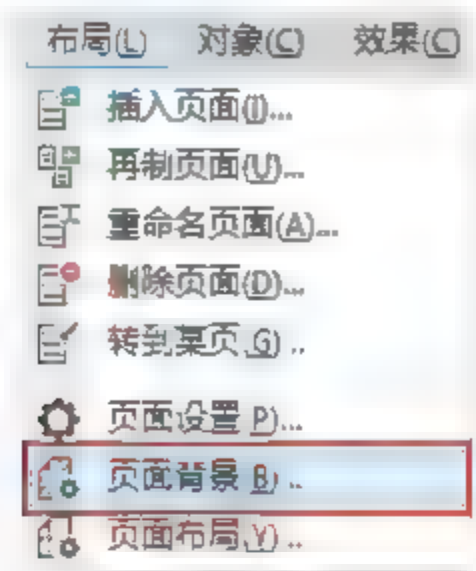 布局(L) 对象(C) 效果(C)
插入页面(I)...
再制页面(U)...
重命名页面(A)...
删除页面(D)...
转到某页(G)...
页面设置(P)...
页面背景(B)...
页面布局(Y)...